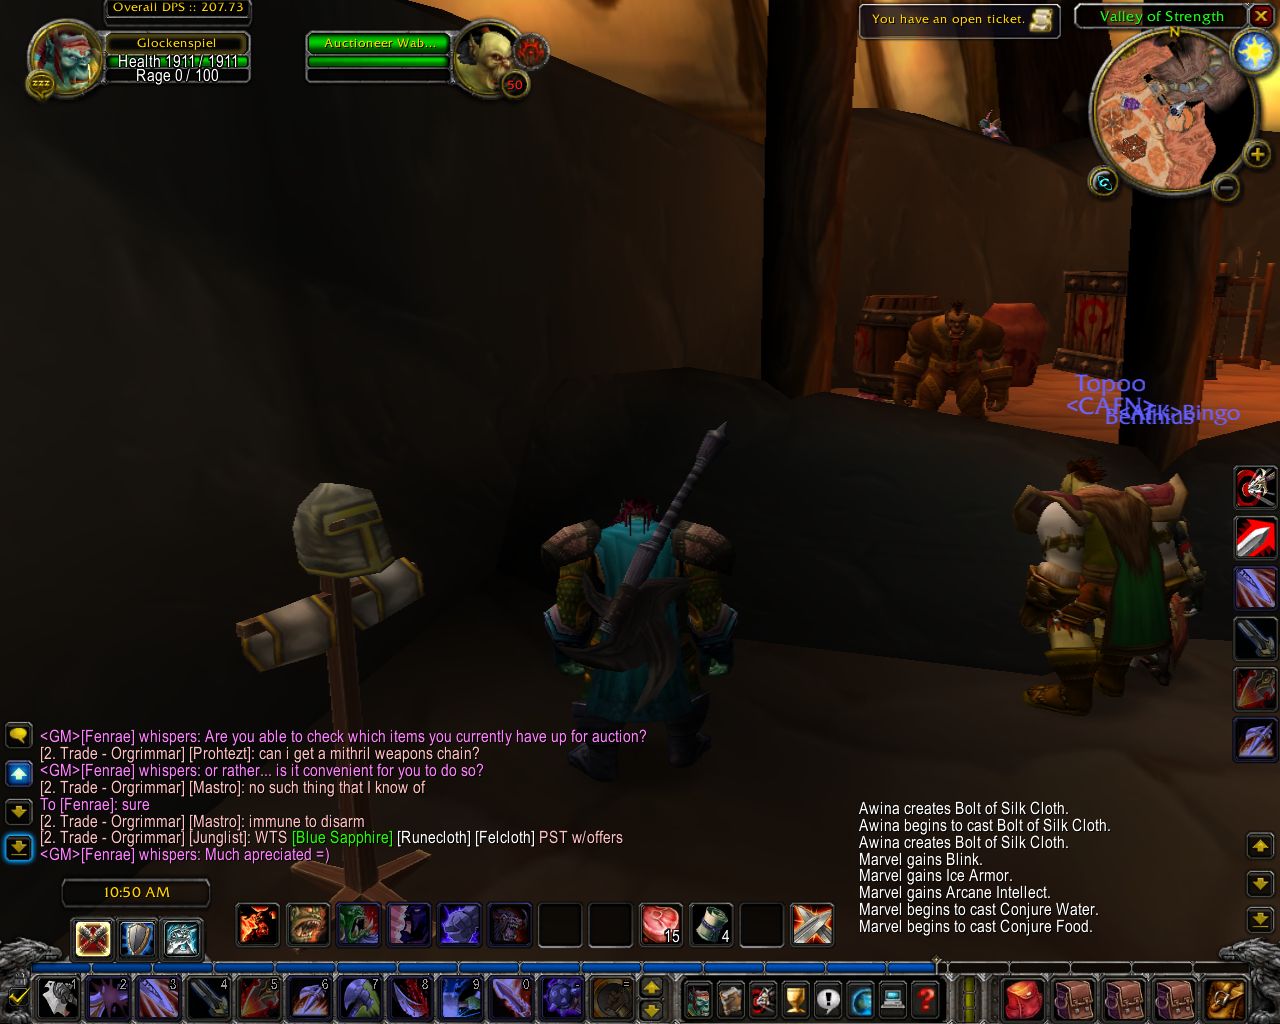 Overall DPS :: 207.73
Glockenspiel
Health 1911 / 1911
Rage 0 / 100
zzz
Auctioneer Wab...
50
You have an open ticket.
Valley of Strength
N
Topoo
Bingo
<GM>[Fenrae] whispers: Are you able to check which items you currently have up for auction?
[2. Trade - Orgrimmar] [Prohtezt]: can i get a mithril weapons chain?
<GM>[Fenrae] whispers: or rather... is it convenient for you to do so?
[2. Trade - Orgrimmar] [Mastro]: no such thing that I know of
To [Fenrae]: sure
[2. Trade - Orgrimmar] [Mastro]: immune to disarm
[2. Trade - Orgrimmar] [Junglist]: WTS [Blue Sapphire] [Runecloth] [Felcloth] PST w/offers
<GM>[Fenrae] whispers: Much apreciated =)
Awina creates Bolt of Silk Cloth.
Awina begins to cast Bolt of Silk Cloth.
Awina creates Bolt of Silk Cloth.
Marvel gains Blink.
Marvel gains Ice Armor.
Marvel gains Arcane Intellect.
Marvel begins to cast Conjure Water.
Marvel begins to cast Conjure Food.
10:50 AM
15
4
1 2 3 4 5 6 7 8 9 0 - =